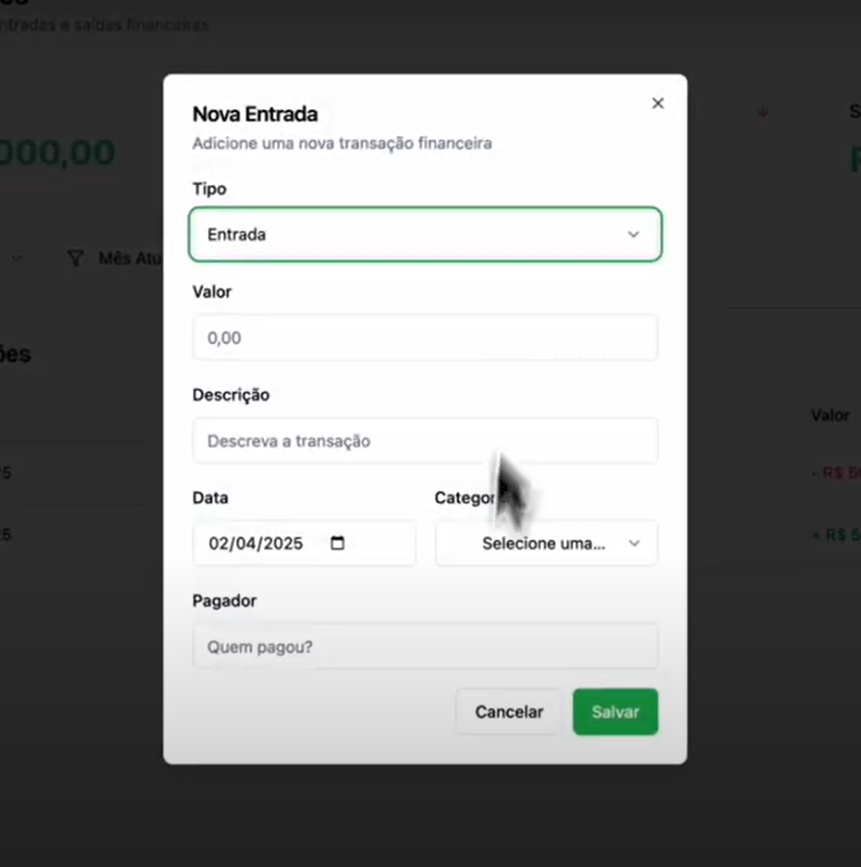 ntradas e saídas financeiras
000,00
Mês Atu
ões
Valor
5
- R$ 5
5
+ R$ 5
Nova Entrada
Adicione uma nova transação financeira
Tipo
Entrada
Valor
0,00
Descrição
Descreva a transação
Data
Categor
02/04/2025
Selecione uma...
Pagador
Quem pagou?
Cancelar
Salvar